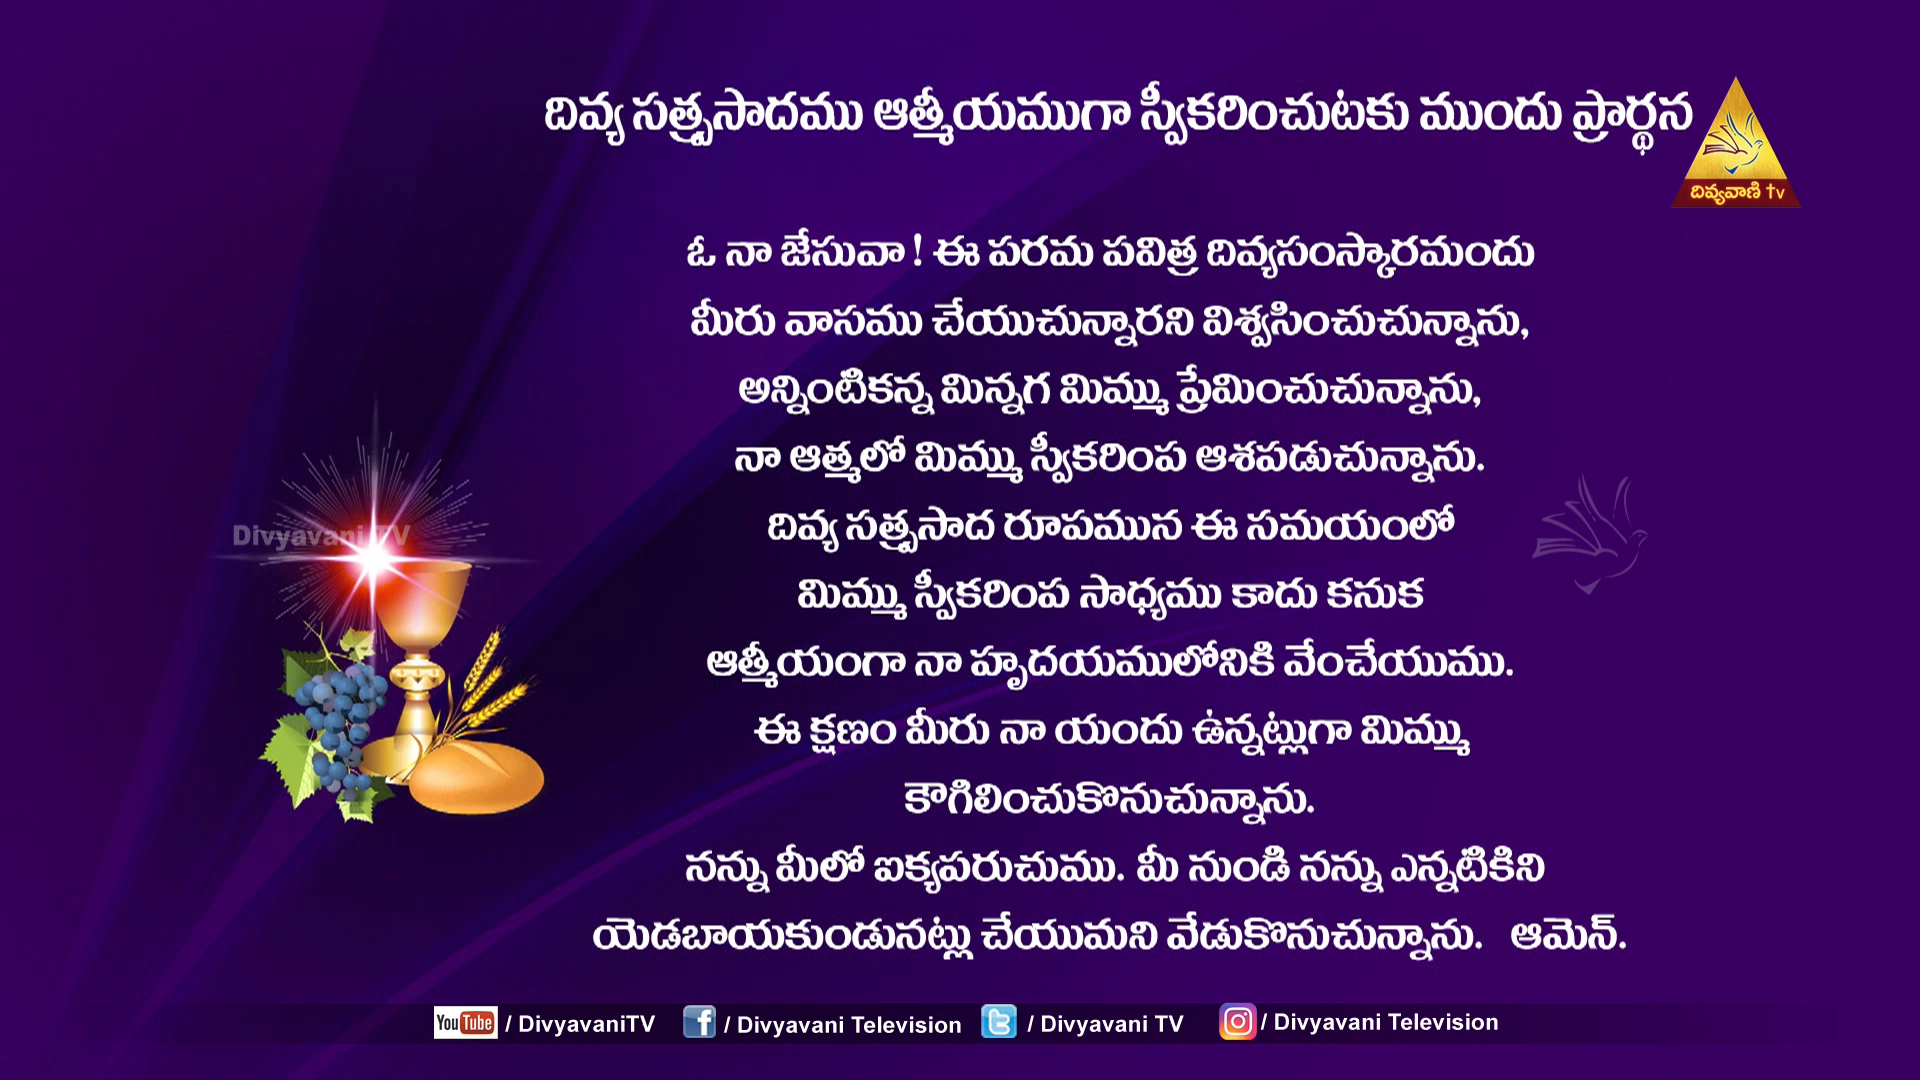 దివ్య సత్ప్రసాదము ఆత్మీయముగా స్వీకరించుటకు ముందు ప్రార్థన
దివ్యవాణి tv
ఓ నా జేసువా! ఈ పరమ పవిత్ర దివ్యసంస్కారమందు
మీరు వాసము చేయుచున్నారని విశ్వసించుచున్నాను,
అన్నింటికన్న మిన్నగ మిమ్ము ప్రేమించుచున్నాను,
నా ఆత్మలో మిమ్ము స్వీకరింప ఆశపడుచున్నాను.
Divyavani TV
దివ్య సత్ప్రసాద రూపమున ఈ సమయంలో
మిమ్ము స్వీకరింప సాధ్యము కాదు కనుక
ఆత్మీయంగా నా హృదయములోనికి వేంచేయుము.
ఈ క్షణం మీరు నా యందు ఉన్నట్లుగా మిమ్ము
కౌగిలించుకొనుచున్నాను.
నన్ను మీలో ఐక్యపరుచుము. మీ నుండి నన్ను ఎన్నటికిని
యెడబాయకుండునట్లు చేయుమని వేడుకొనుచున్నాను. ఆమెన్.
YouTube / DivyavaniTV / Divyavani Television / Divyavani TV / Divyavani Television